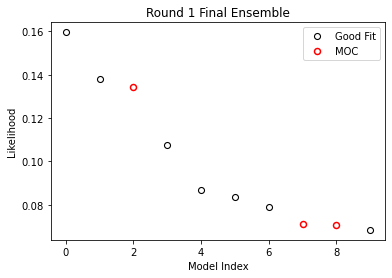 Round 1 Final Ensemble
Good Fit
MOC
Likelihood
0.16
0.14
0.12
0.10
0.08
0
2
4
6
8
Model Index